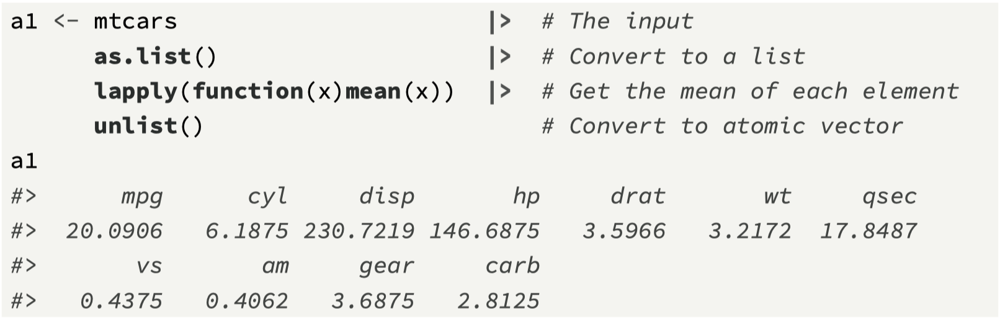 a1 <- mtcars                       |>  # The input
      as.list()                    |>  # Convert to a list
      lapply(function(x)mean(x))   |>  # Get the mean of each element
      unlist()                         # Convert to atomic vector
a1
#>      mpg      cyl     disp       hp     drat       wt     qsec
#>  20.0906   6.1875 230.7219 146.6875   3.5966   3.2172  17.8487
#>       vs       am     gear     carb
#>   0.4375   0.4062   3.6875   2.8125